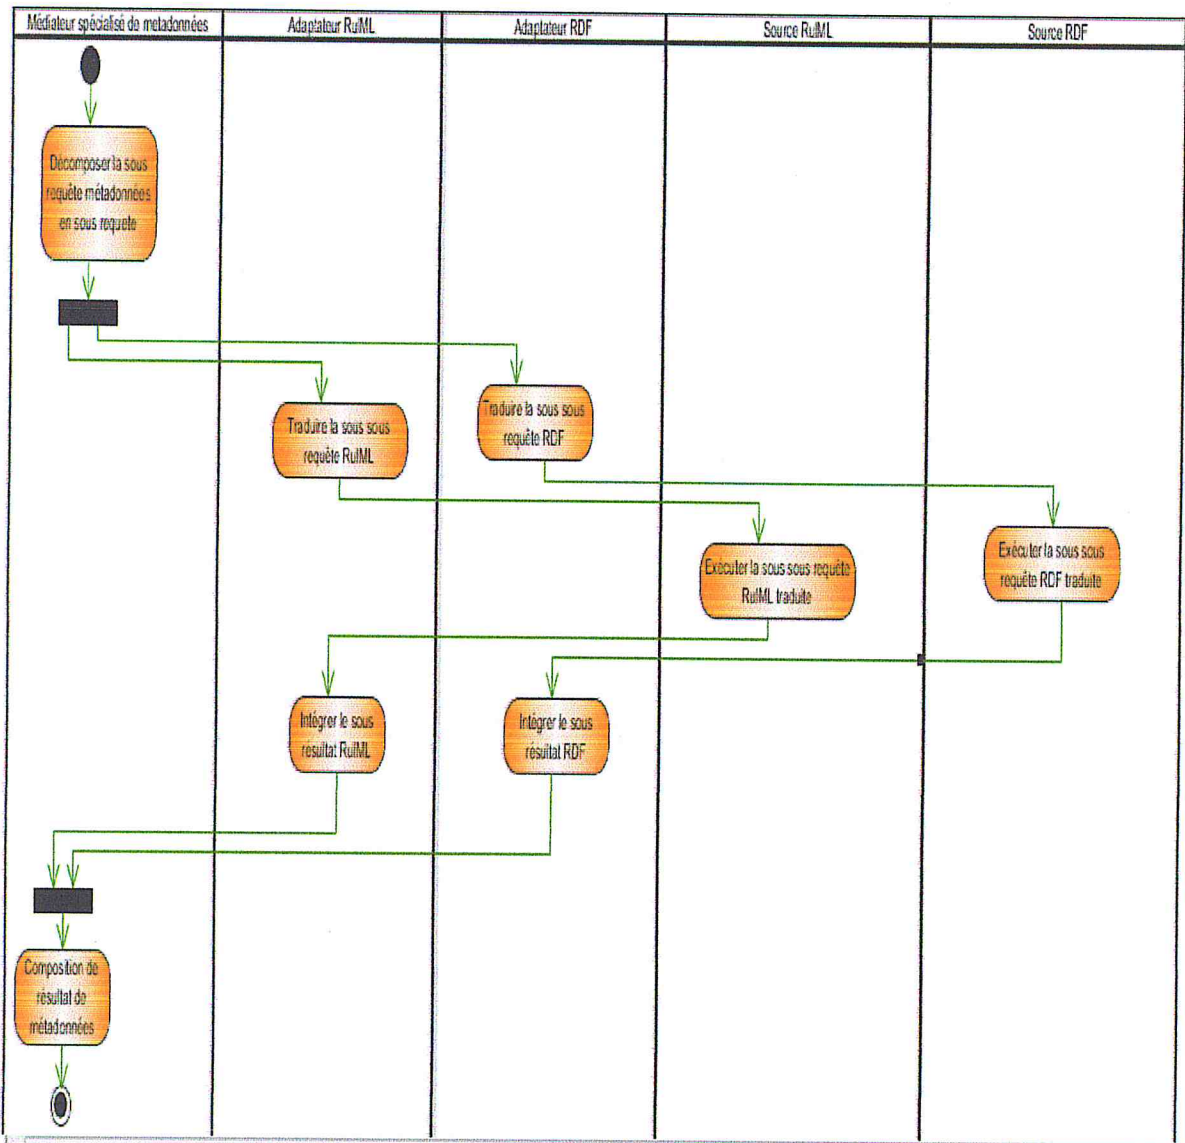 Médiateur spécialisé de metadonnées
Adaptateur RulML
Adaptateur RDF
Source RulML
Source RDF
Décomposer la sous
requête métadonnées
en sous requete
Traduire la sous sous
requête RulML
Traduire la sous sous
requête RDF
Exécuter la sous sous requête
RulML traduite
Exécuter la sous sous
requête RDF traduite
Intégrer le sous
résultat RulML
Intégrer le sous
résultat RDF
Composition de
résultat de
métadonnées